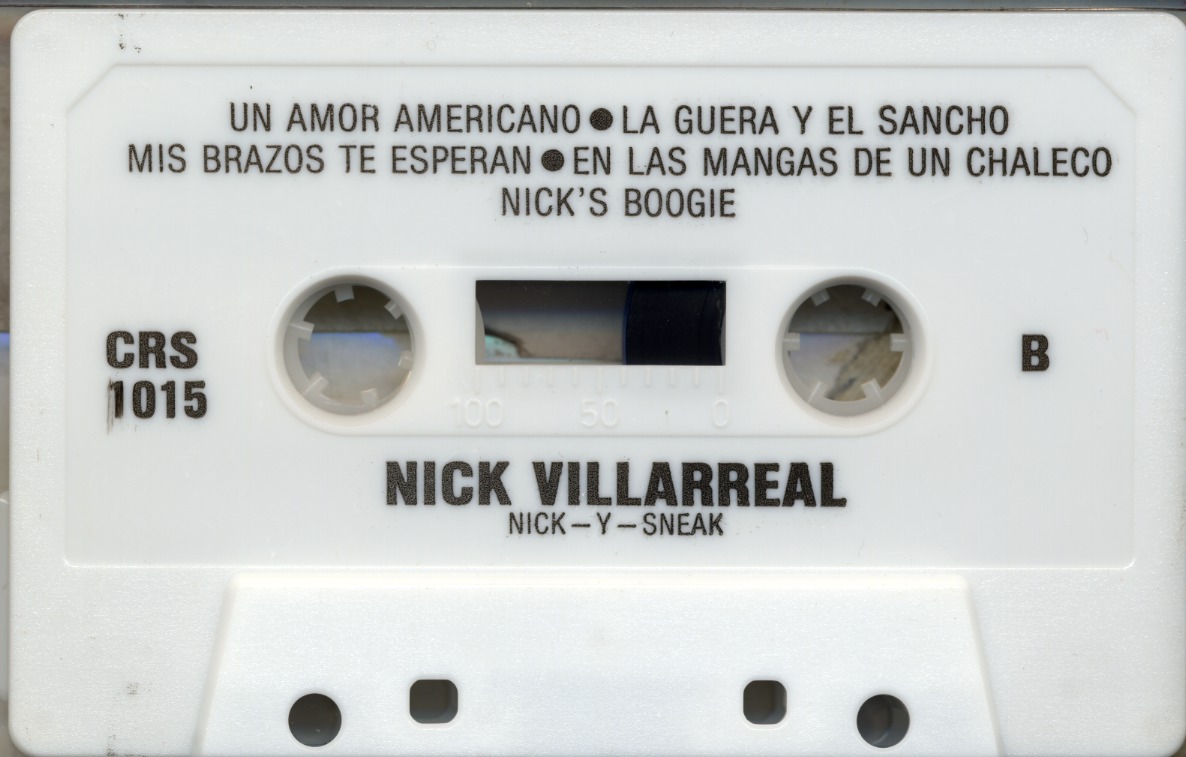 UN AMOR AMERICANO ● LA GUERA Y EL SANCHO
MIS BRAZOS TE ESPERAN ● EN LAS MANGAS DE UN CHALECO
NICK'S BOOGIE
CRS
1015
B
100 50 0
NICK VILLARREAL
NICK–Y–SNEAK